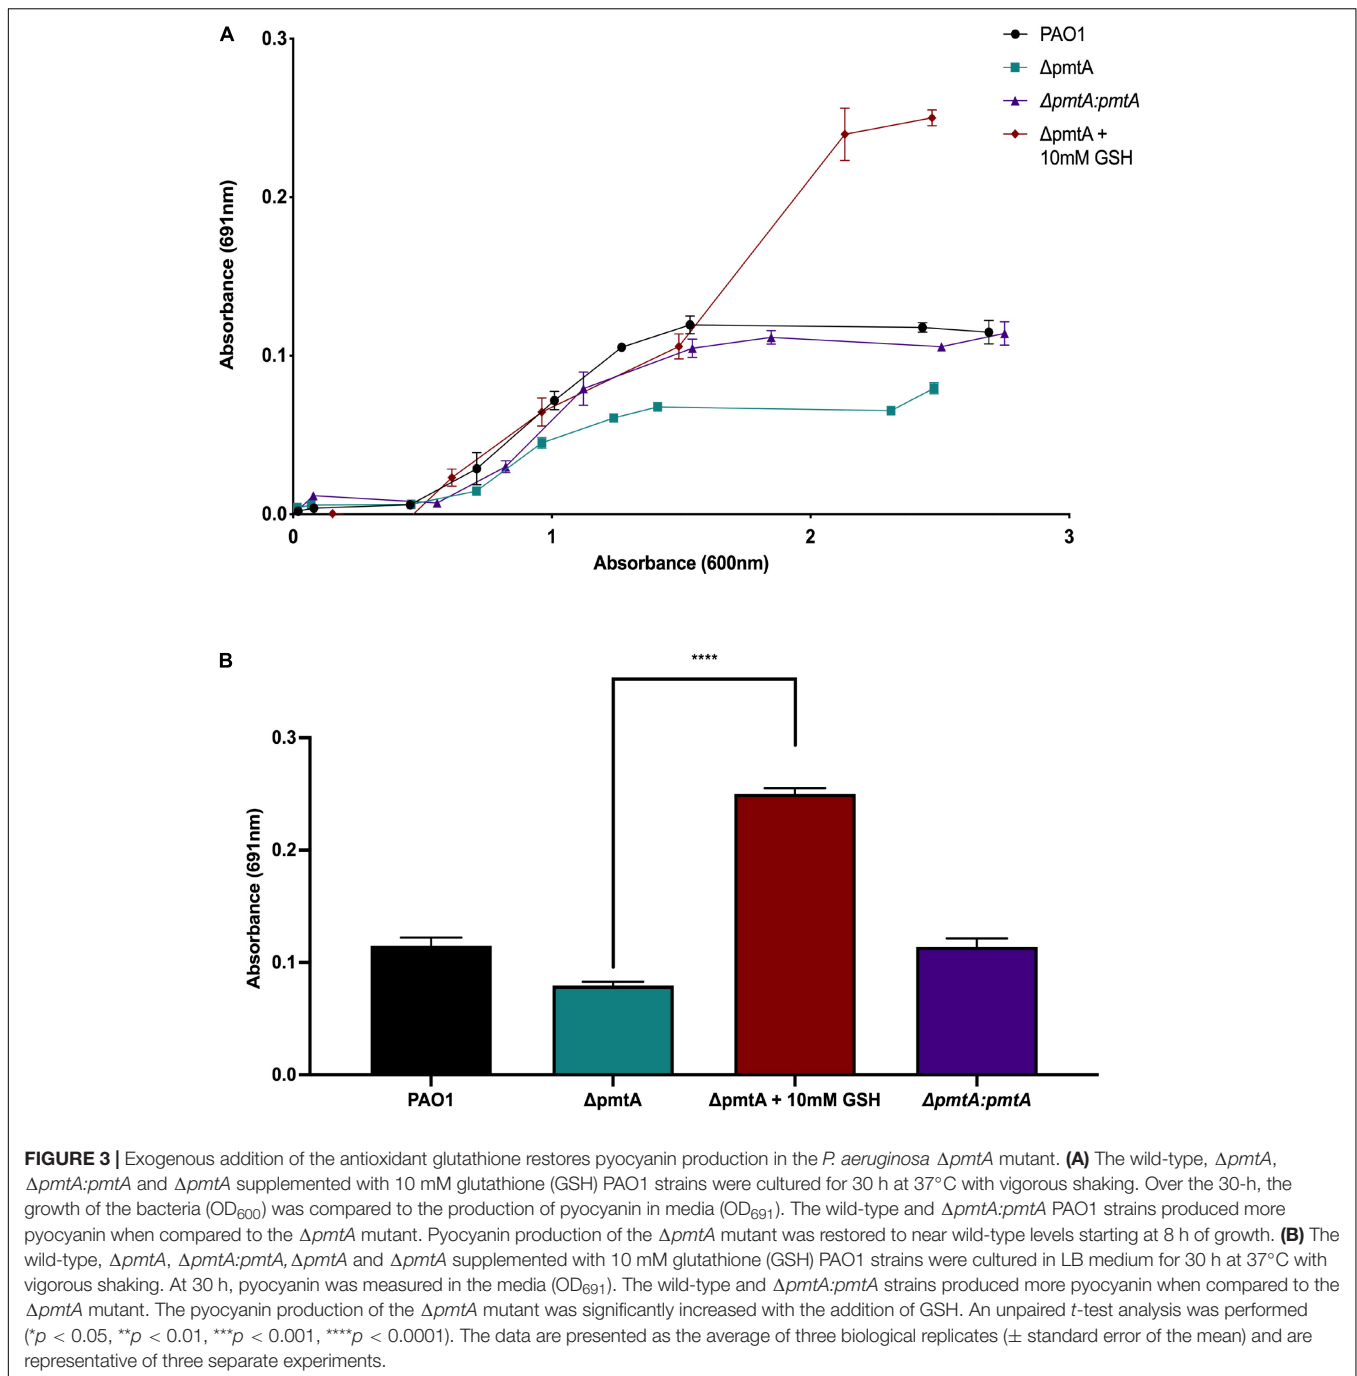 A
0.3
0.2
0.1
0.0
Absorbance (691nm)
0
1
2
3
Absorbance (600nm)
PAO1
ΔpmtA
ΔpmtA:pmtA
ΔpmtA +
10mM GSH
B
****
0.3
0.2
0.1
0.0
Absorbance (691nm)
PAO1
ΔpmtA
ΔpmtA + 10mM GSH
ΔpmtA:pmtA
FIGURE 3 | Exogenous addition of the antioxidant glutathione restores pyocyanin production in the P. aeruginosa ΔpmtA mutant. (A) The wild-type, ΔpmtA,
ΔpmtA:pmtA and ΔpmtA supplemented with 10 mM glutathione (GSH) PAO1 strains were cultured for 30 h at 37°C with vigorous shaking. Over the 30-h, the
growth of the bacteria (OD600) was compared to the production of pyocyanin in media (OD691). The wild-type and ΔpmtA:pmtA PAO1 strains produced more
pyocyanin when compared to the ΔpmtA mutant. Pyocyanin production of the ΔpmtA mutant was restored to near wild-type levels starting at 8 h of growth. (B) The
wild-type, ΔpmtA, ΔpmtA:pmtA, ΔpmtA and ΔpmtA supplemented with 10 mM glutathione (GSH) PAO1 strains were cultured in LB medium for 30 h at 37°C with
vigorous shaking. At 30 h, pyocyanin was measured in the media (OD691). The wild-type and ΔpmtA:pmtA strains produced more pyocyanin when compared to the
ΔpmtA mutant. The pyocyanin production of the ΔpmtA mutant was significantly increased with the addition of GSH. An unpaired t-test analysis was performed
(*p < 0.05, **p < 0.01, ***p < 0.001, ****p < 0.0001). The data are presented as the average of three biological replicates (± standard error of the mean) and are
representative of three separate experiments.